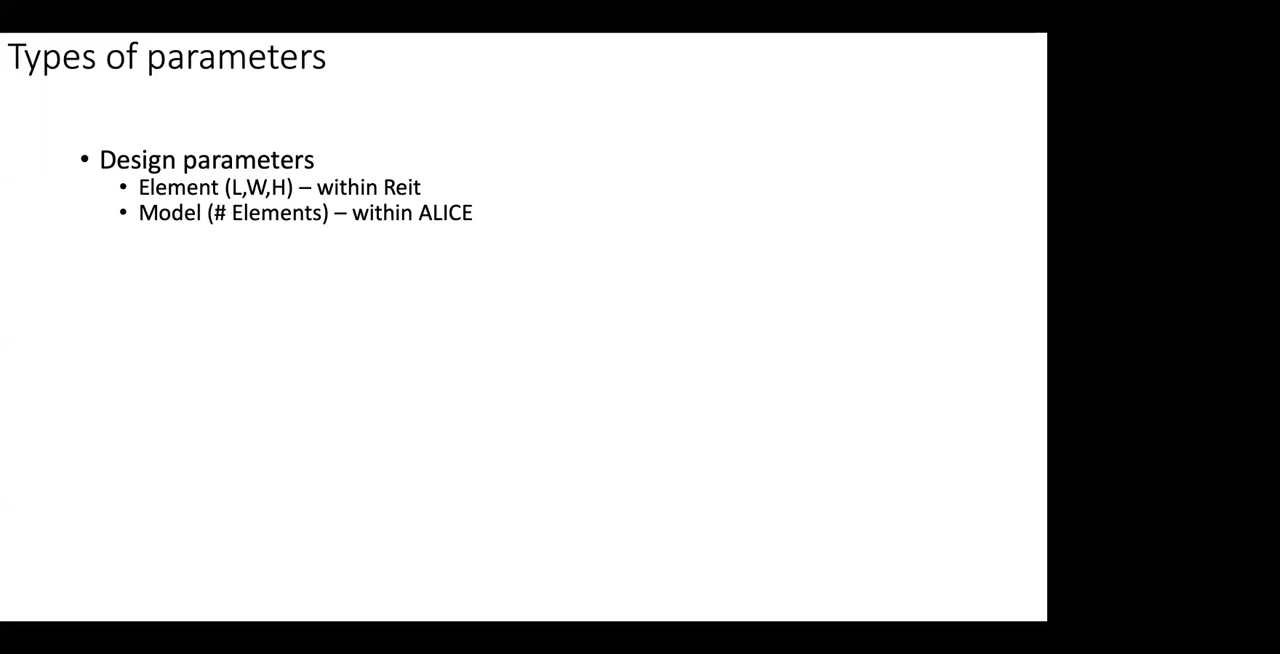 Types of parameters
• Design parameters
• Element (L,W,H) – within Reit
• Model (# Elements) – within ALICE